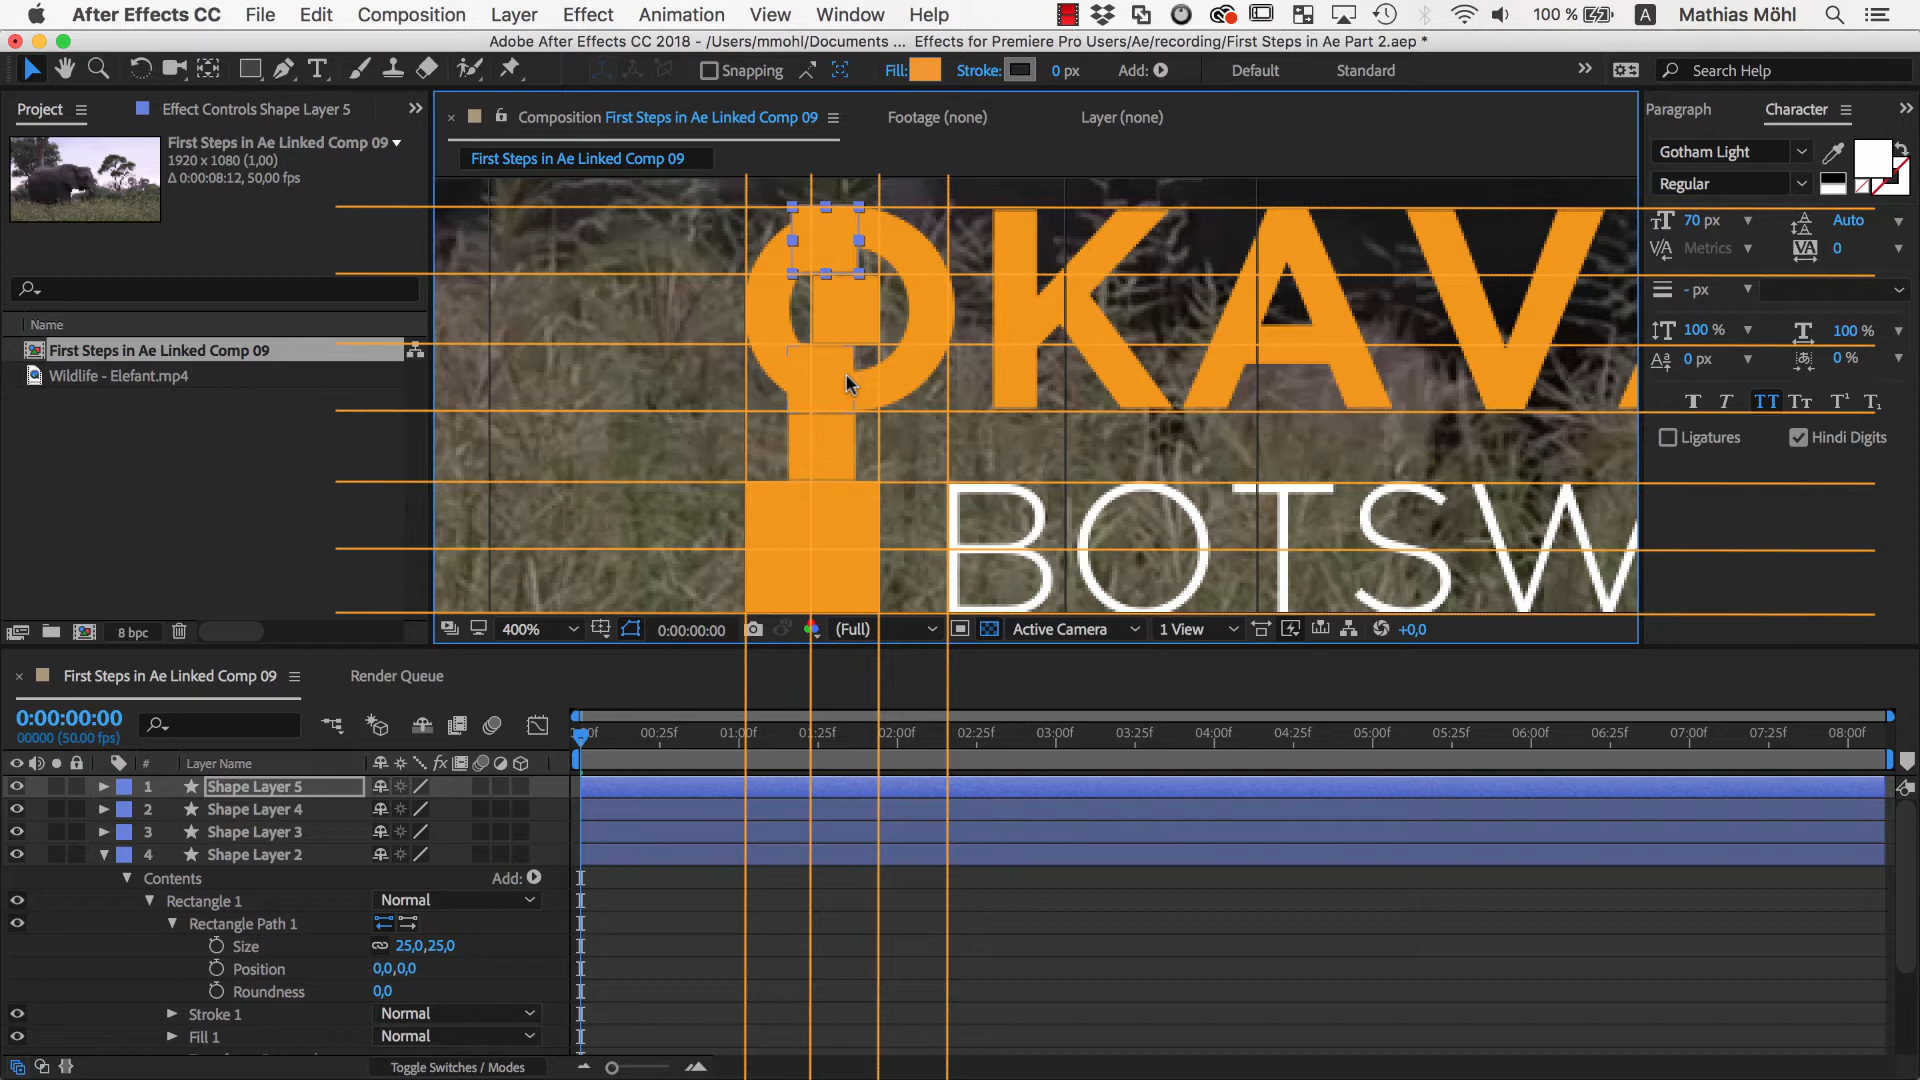 After Effects CC File Edit Composition Layer Effect Animation View Window Help 100 % A Mathias Möhl
Adobe After Effects CC 2018 - /Users/mmohl/Documents ... Effects for Premiere Pro Users/Ae/recording/First Steps in Ae Part 2.aep *
Snapping Fill: Stroke: 0 px Add: Default Standard Search Help
Project Effect Controls Shape Layer 5
First Steps in Ae Linked Comp 09
1920 x 1080 (1,00)
Δ 0:00:08:12, 50,00 fps
Name
First Steps in Ae Linked Comp 09
Wildlife - Elefant.mp4
8 bpc
Composition First Steps in Ae Linked Comp 09 Footage (none) Layer (none)
First Steps in Ae Linked Comp 09
OKAV
BOTSW
400% 0:00:00:00 (Full) Active Camera 1 View +0,0
Paragraph Character
Gotham Light
Regular
70 px Auto
Metrics 0
- px
100 % 100 %
0 px 0 %
T T TT Tт T¹ T₁
Ligatures Hindi Digits
First Steps in Ae Linked Comp 09 Render Queue
0:00:00:00
00000 (50.00 fps)
00:25f 01:00f 01:25f 02:00f 02:25f 03:00f 03:25f 04:00f 04:25f 05:00f 05:25f 06:00f 06:25f 07:00f 07:25f 08:00f
# Layer Name
1 Shape Layer 5
2 Shape Layer 4
3 Shape Layer 3
4 Shape Layer 2
Contents Add:
Rectangle 1 Normal
Rectangle Path 1
Size 25,0,25,0
Position 0,0,0,0
Roundness 0,0
Stroke 1 Normal
Fill 1 Normal
Toggle Switches / Modes